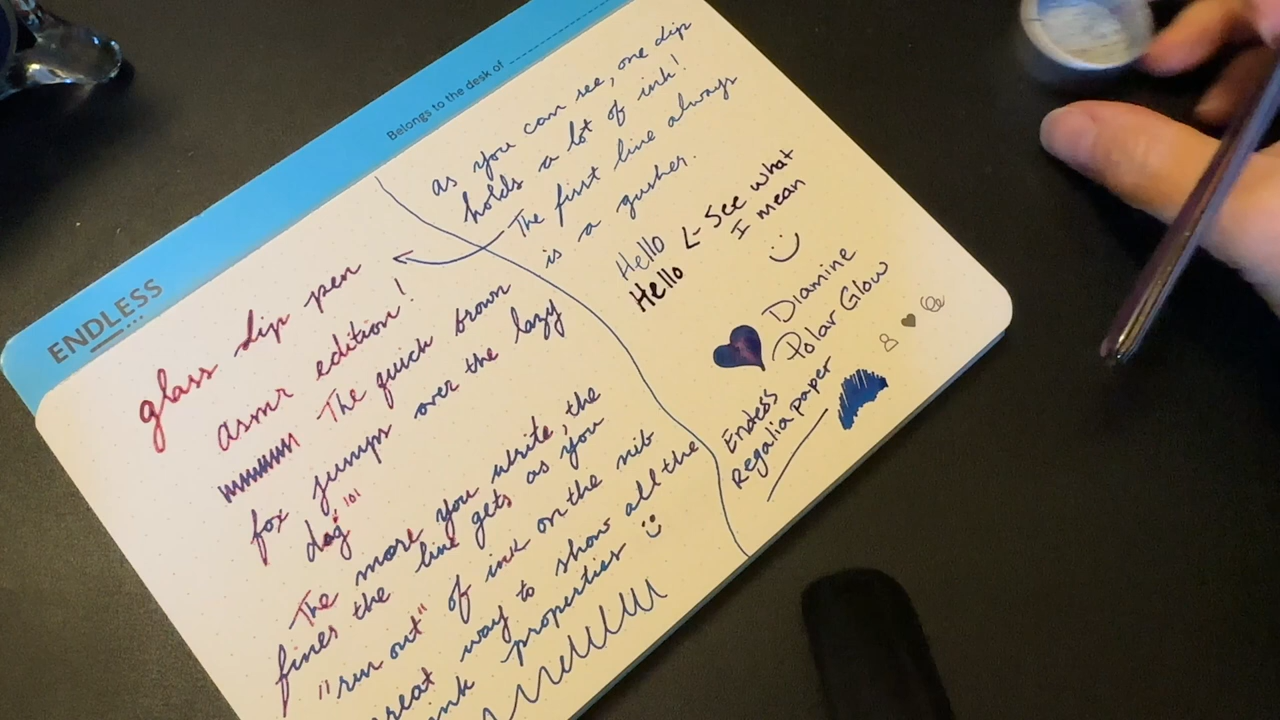 ENDLESS
Belongs to the desk of
glass dip pen
asmr edition!
The quick brown
fox jumps over the lazy
dog
The more you write, the
fines the line gets as you
"run out" of ink on the nib
great way to show all the
ink properties
as you can see, one dip
holds a lot of ink!
The first line always
is a gusher.
Hello
Hello
See what
I mean
Diamine
Polar Glow
Endess
Regalia paper